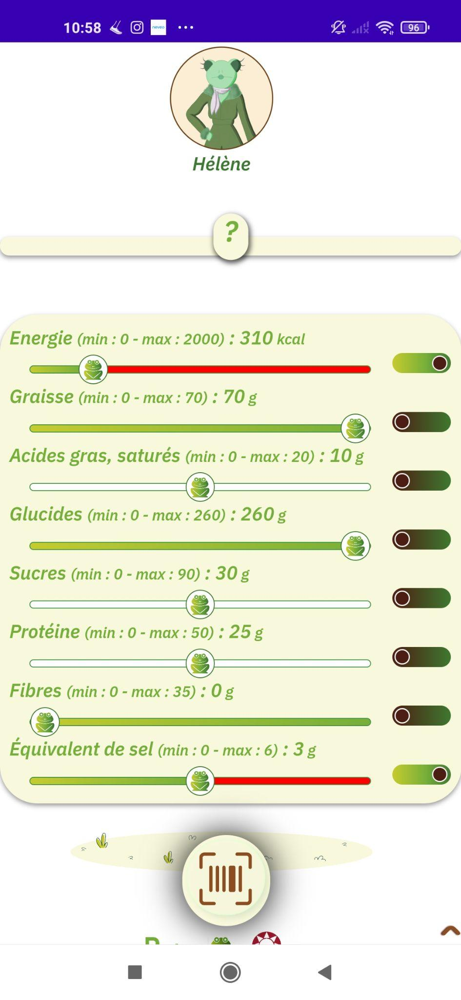 10:58 neveo ... 96
Hélène
?
Energie (min : 0 - max : 2000) : 310 kcal
Graisse (min : 0 - max : 70) : 70 g
Acides gras, saturés (min : 0 - max : 20) : 10 g
Glucides (min : 0 - max : 260) : 260 g
Sucres (min : 0 - max : 90) : 30 g
Protéine (min : 0 - max : 50) : 25 g
Fibres (min : 0 - max : 35) : 0 g
Équivalent de sel (min : 0 - max : 6) : 3 g